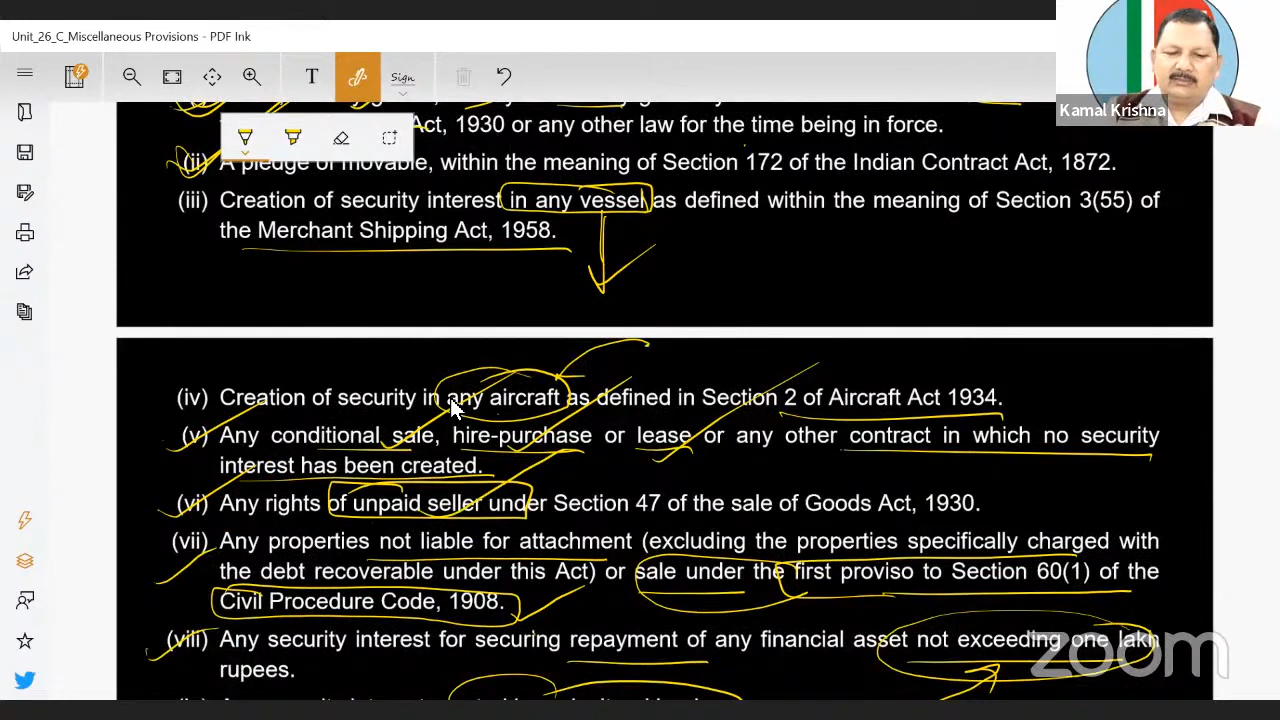 Unit_26_C_Miscellaneous Provisions - PDF Ink
T
Sign
Kamal Krishna
Act, 1930 or any other law for the time being in force.
(ii) A pledge of movable, within the meaning of Section 172 of the Indian Contract Act, 1872.
(iii) Creation of security interest in any vessel as defined within the meaning of Section 3(55) of
the Merchant Shipping Act, 1958.
(iv) Creation of security in any aircraft as defined in Section 2 of Aircraft Act 1934.
(v) Any conditional sale, hire-purchase or lease or any other contract in which no security
interest has been created.
(vi) Any rights of unpaid seller under Section 47 of the sale of Goods Act, 1930.
(vii) Any properties not liable for attachment (excluding the properties specifically charged with
the debt recoverable under this Act) or sale under the first proviso to Section 60(1) of the
Civil Procedure Code, 1908.
(viii) Any security interest for securing repayment of any financial asset not exceeding one lakh
rupees.
zoom